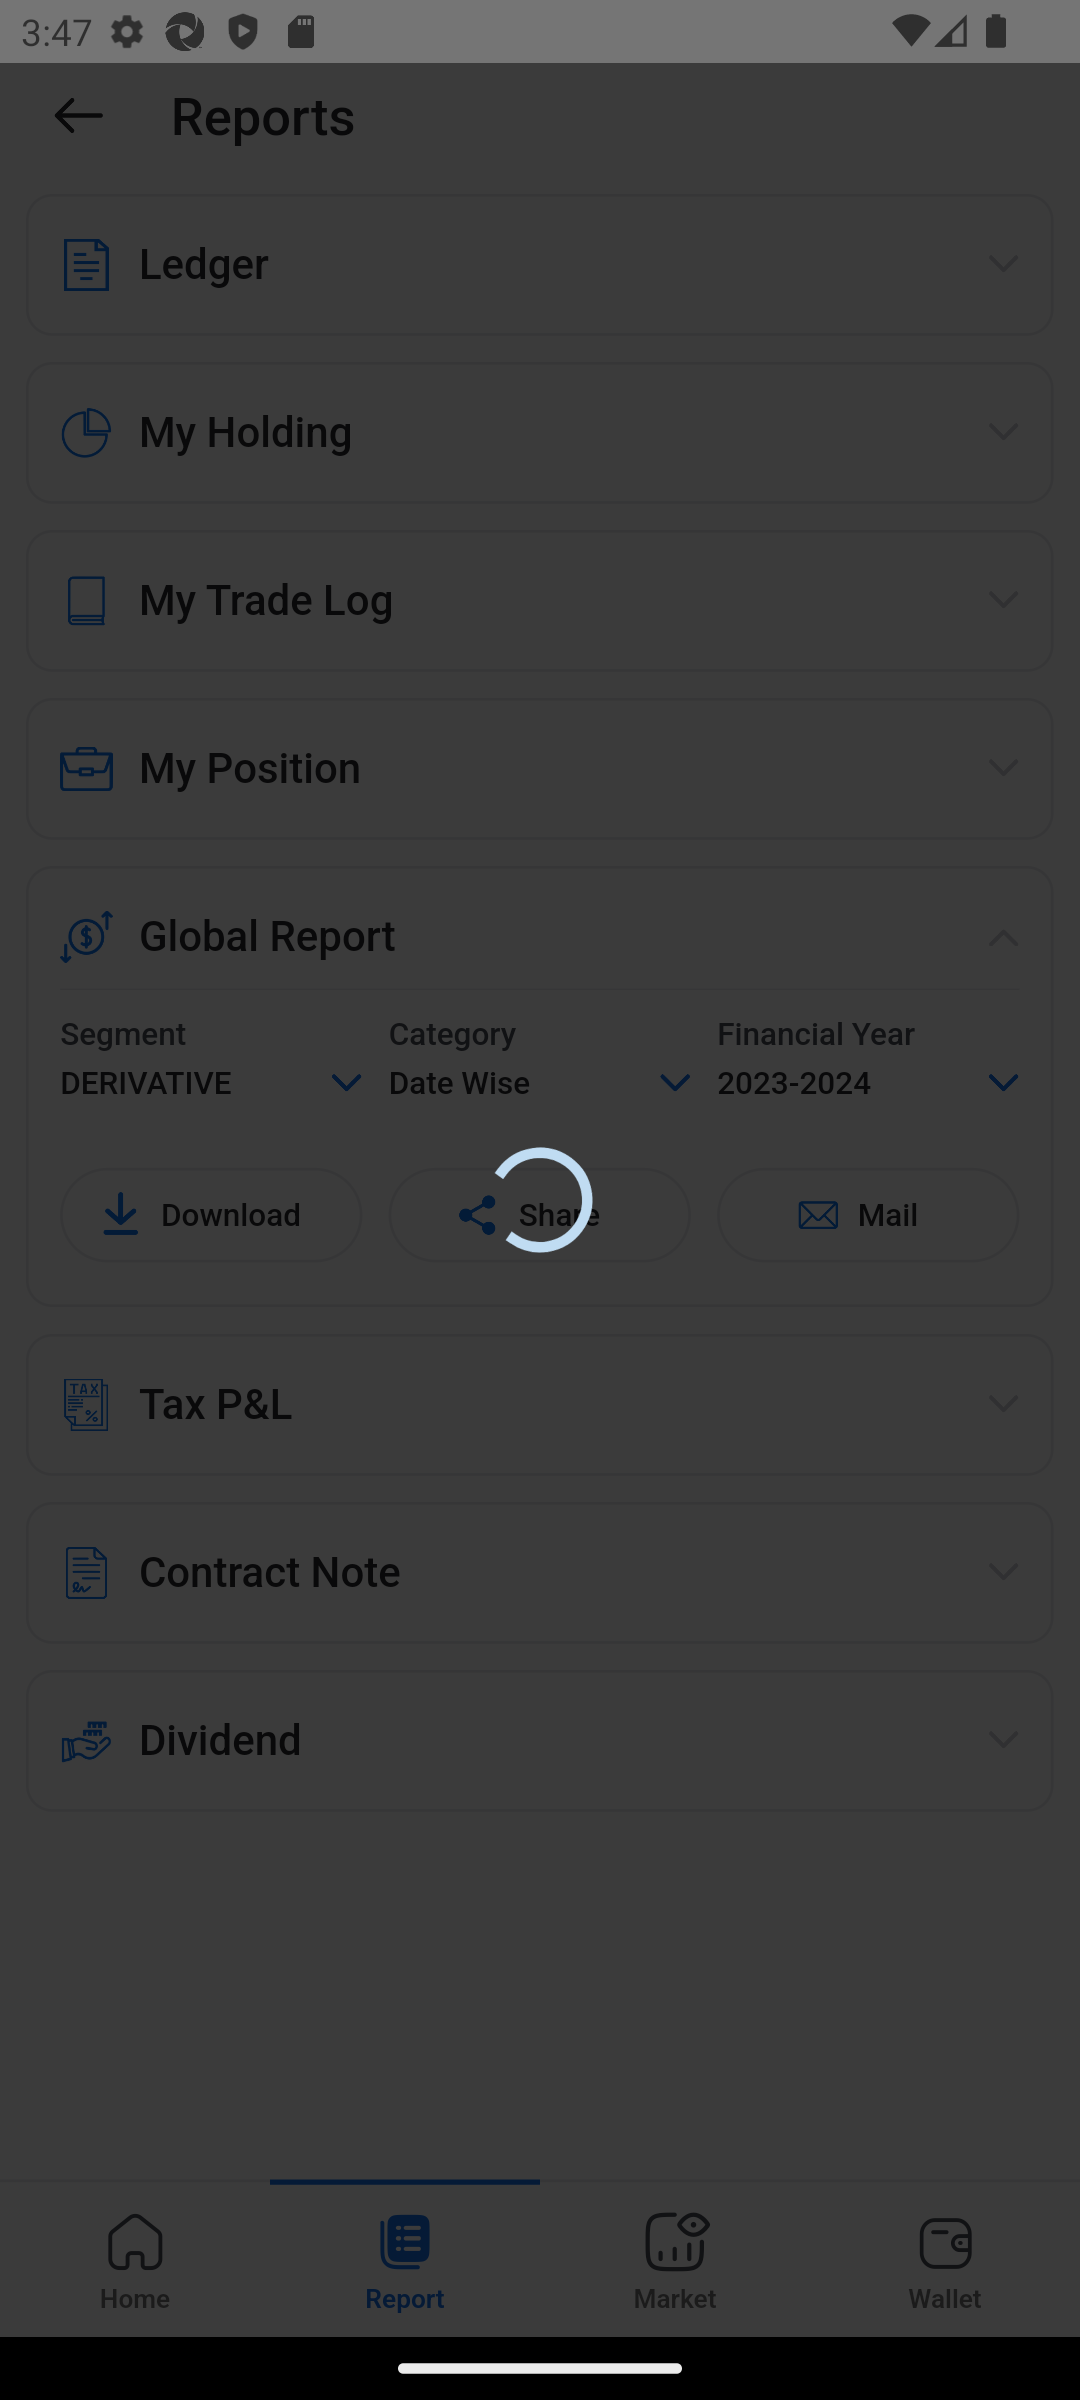 3:47
Reports
Ledger
My Holding
My Trade Log
My Position
Global Report
Segment Category Financial Year
DERIVATIVE Date Wise 2023-2024
Download Share Mail
TAX
Tax P&L
Contract Note
Dividend
Home Report Market Wallet